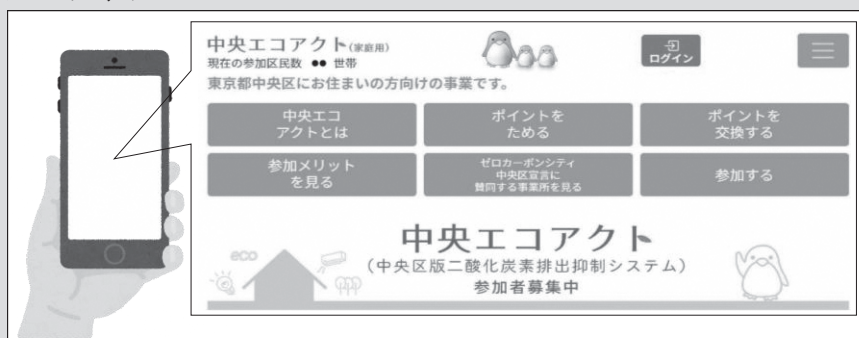 中央エコアクト(家庭用)
現在の参加区民数 ●● 世帯
ログイン
東京都中央区にお住まいの方向けの事業です。
中央エコ
アクトとは
ポイントを
ためる
ポイントを
交換する
参加メリット
を見る
ゼロカーボンシティ
中央区宣言に
賛同する事業所を見る
参加する
eco
中央エコアクト
(中央区版二酸化炭素排出抑制システム)
参加者募集中